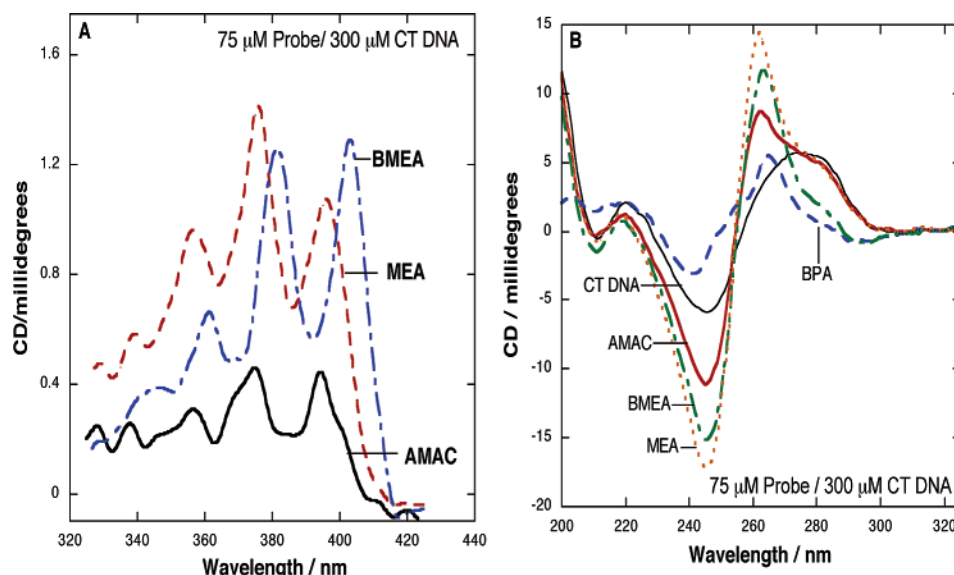 A
75 μM Probe/ 300 μM CT DNA
1.6
1.2
0.8
0.4
0
CD/millidegrees
BMEA
MEA
AMAC
320 340 360 380 400 420 440
Wavelength / nm
B
15
10
5
0
-5
-10
-15
-20
CD / millidegrees
CT DNA
BPA
AMAC
BMEA
MEA
75 μM Probe / 300 μM CT DNA
200 220 240 260 280 300 320
Wavelength / nm